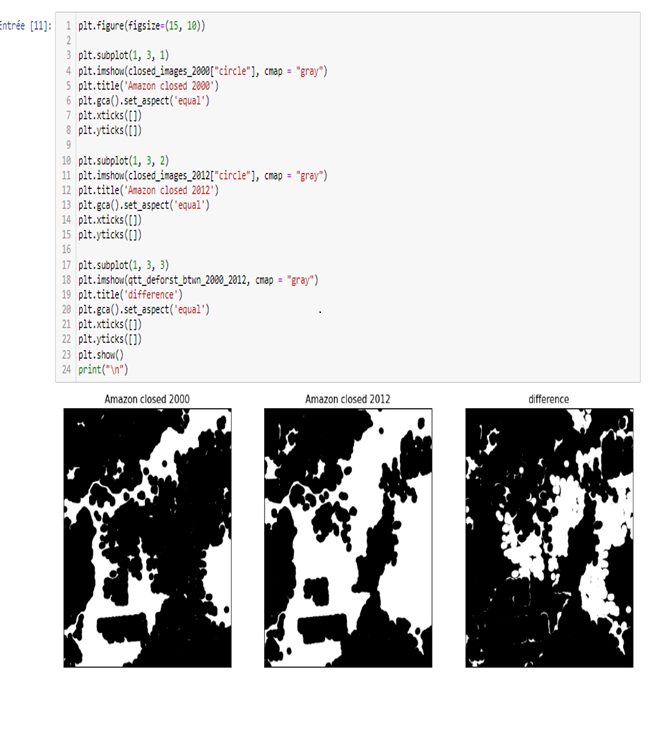 Entrée [11]:
1 plt.figure(figsize=(15, 10))
2
3 plt.subplot(1, 3, 1)
4 plt.imshow(closed_images_2000["circle"], cmap = "gray")
5 plt.title('Amazon closed 2000')
6 plt.gca().set_aspect('equal')
7 plt.xticks([])
8 plt.yticks([])
9
10 plt.subplot(1, 3, 2)
11 plt.imshow(closed_images_2012["circle"], cmap = "gray")
12 plt.title('Amazon closed 2012')
13 plt.gca().set_aspect('equal')
14 plt.xticks([])
15 plt.yticks([])
16
17 plt.subplot(1, 3, 3)
18 plt.imshow(qtt_deforst_btwn_2000_2012, cmap = "gray")
19 plt.title('difference')
20 plt.gca().set_aspect('equal')
21 plt.xticks([])
22 plt.yticks([])
23 plt.show()
24 print("\n")
Amazon closed 2000
Amazon closed 2012
difference